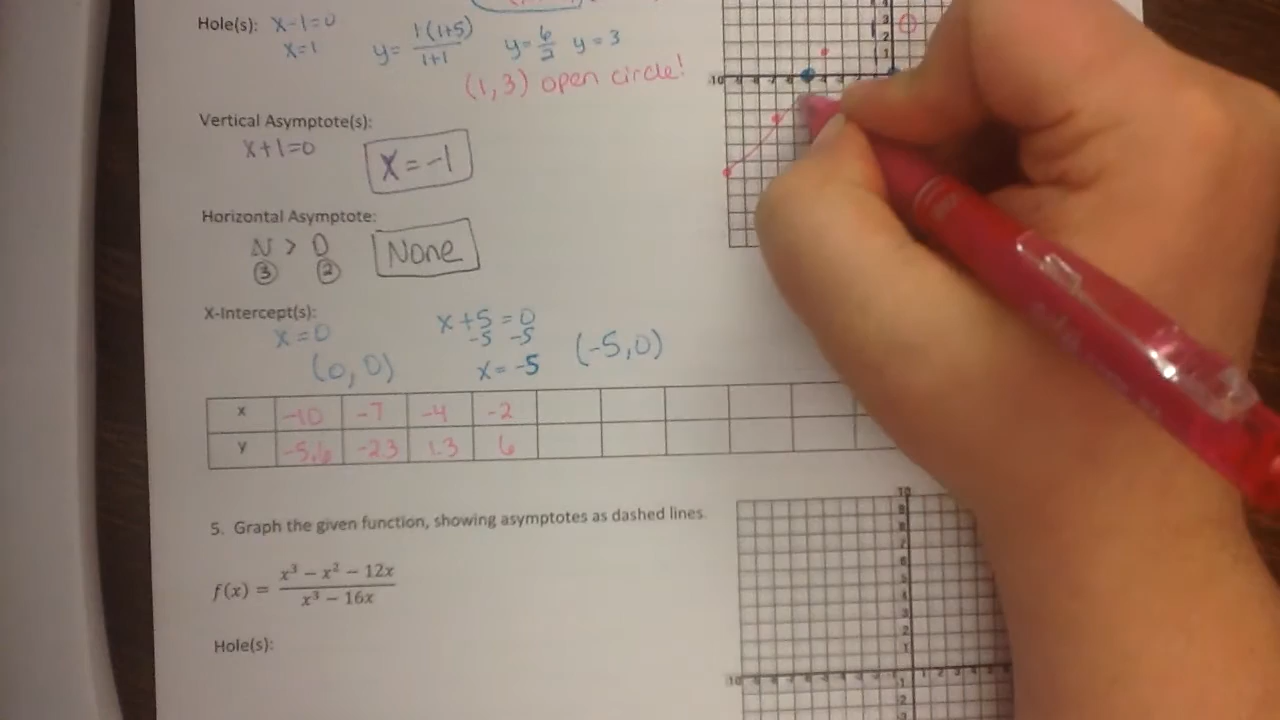 Hole(s): x-1=0
x=1 y= 1(1+5)/1+1 y= 6/2 y=3
(1,3) open circle!
Vertical Asymptote(s):
x+1=0 x=-1
Horizontal Asymptote:
N > D None
③ ②
X-Intercept(s):
x=0 x+5=0
-5 -5
(0,0) x=-5 (-5,0)
x -10 -7 -4 -2
y -5.6 -2.3 1.3 6
5. Graph the given function, showing asymptotes as dashed lines.
f(x) = x³ − x² − 12x / x³ − 16x
Hole(s):